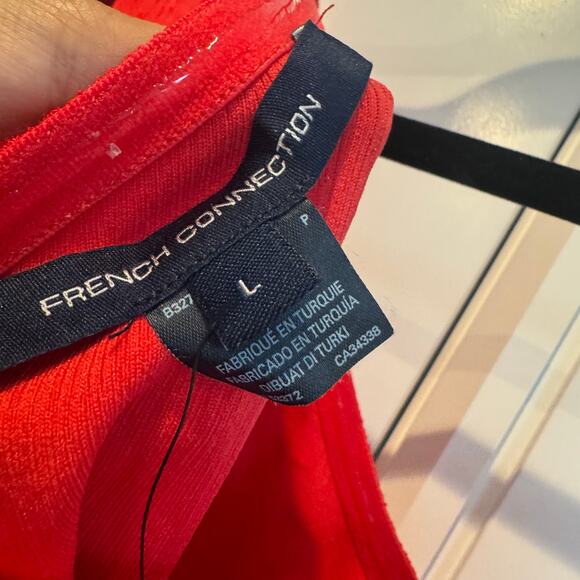 FRENCH CONNECTION
L
P
B327
FABRIQUÉ EN TURQUIE
FABRICADO EN TURQUÍA
DIBUAT DI TURKI
CA34338